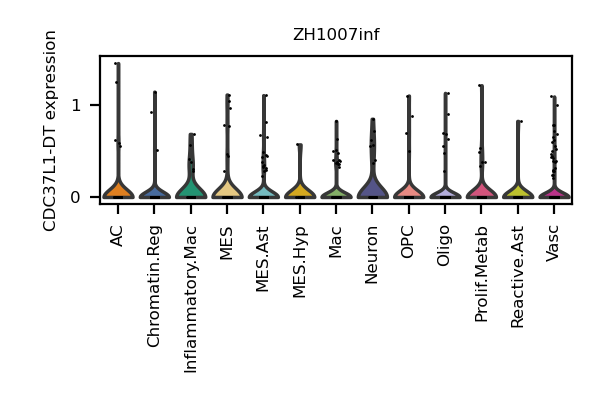 ZH1007inf
CDC37L1-DT expression
1
0
AC
Chromatin.Reg
Inflammatory.Mac
MES
MES.Ast
MES.Hyp
Mac
Neuron
OPC
Oligo
Prolif.Metab
Reactive.Ast
Vasc